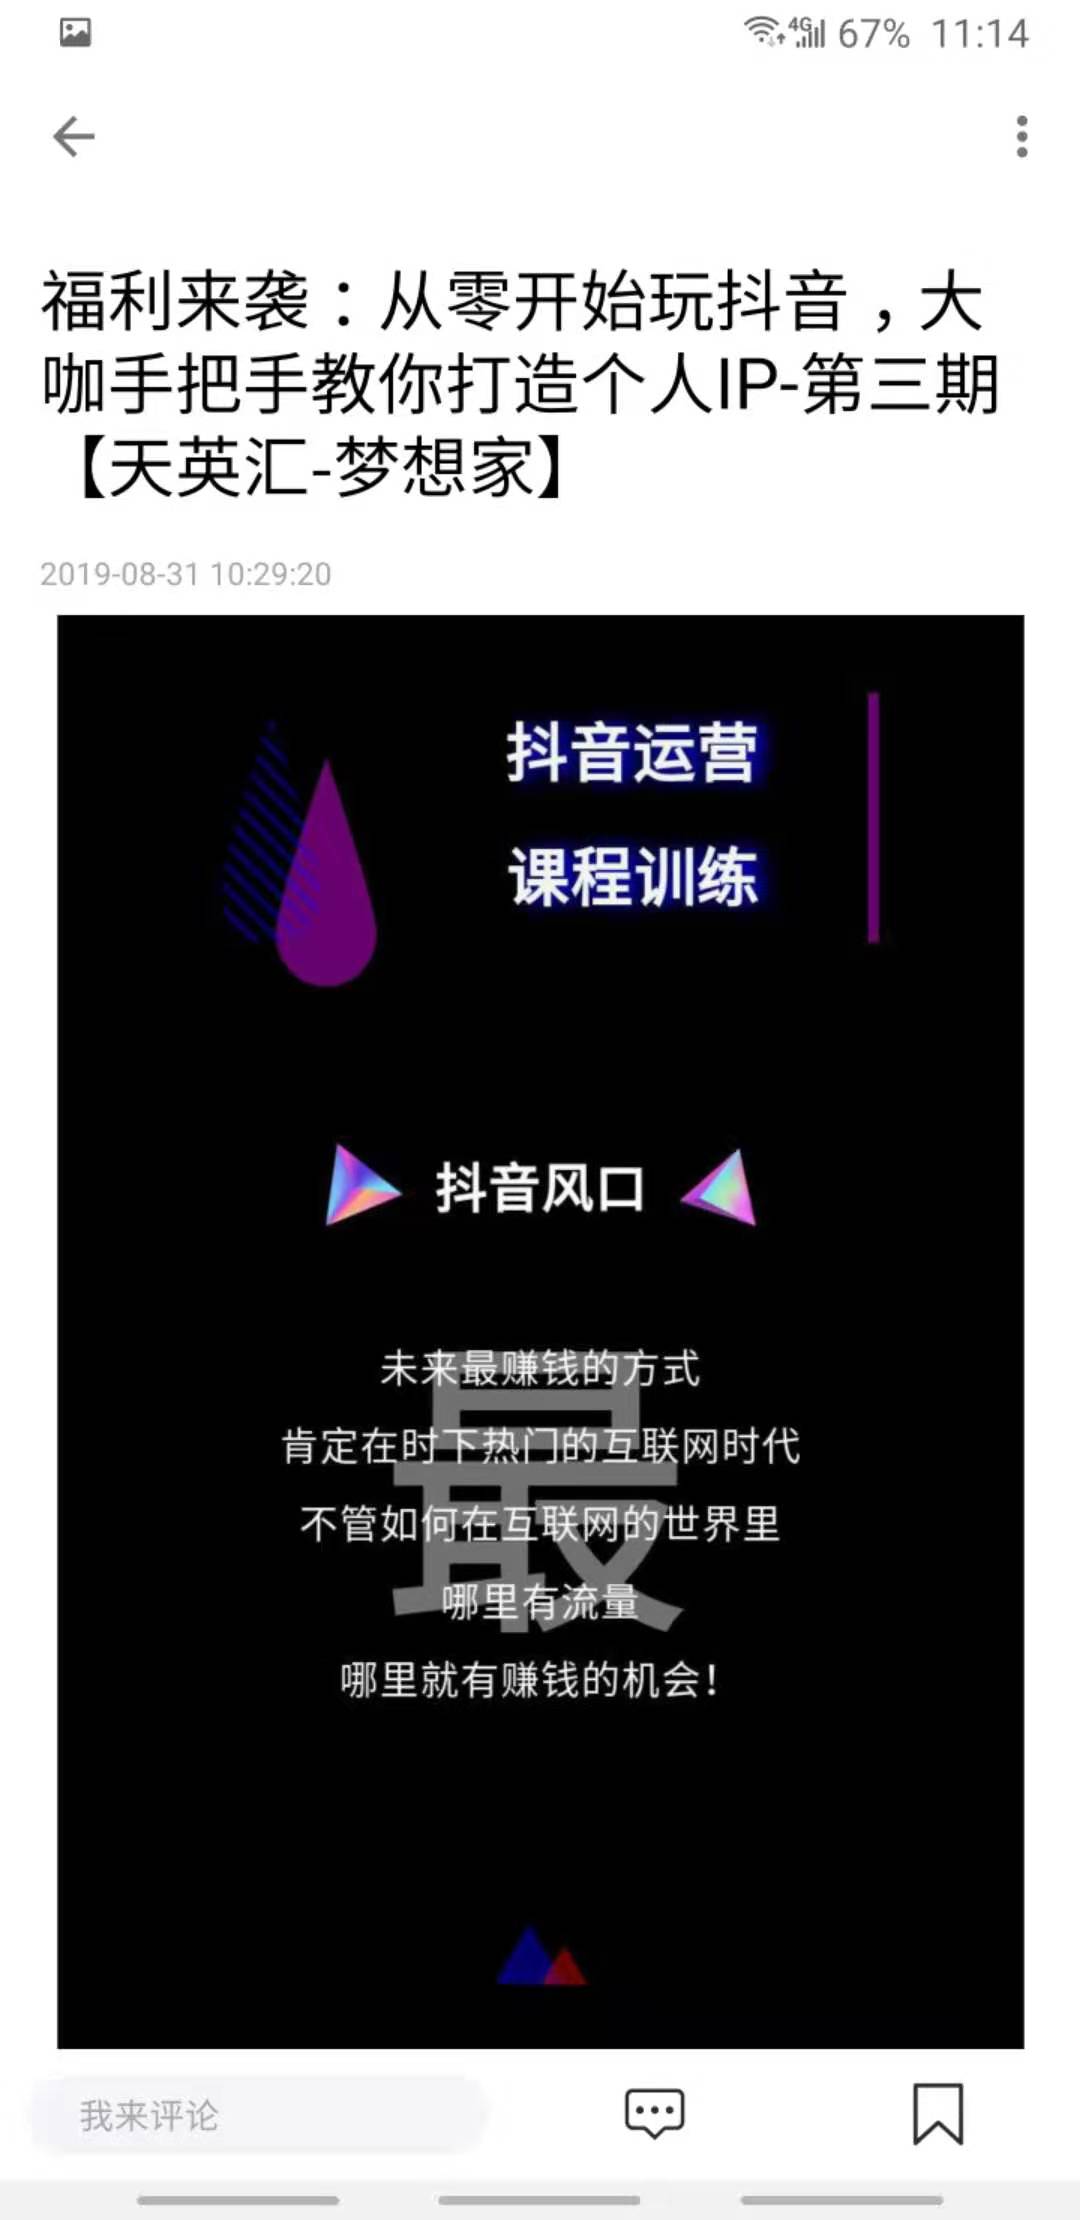 4G 67% 11:14
福利来袭：从零开始玩抖音，大
咖手把手教你打造个人IP-第三期
【天英汇-梦想家】
2019-08-31 10:29:20
抖音运营
课程训练
抖音风口
最
未来最赚钱的方式
肯定在时下热门的互联网时代
不管如何在互联网的世界里
哪里有流量
哪里就有赚钱的机会！
我来评论